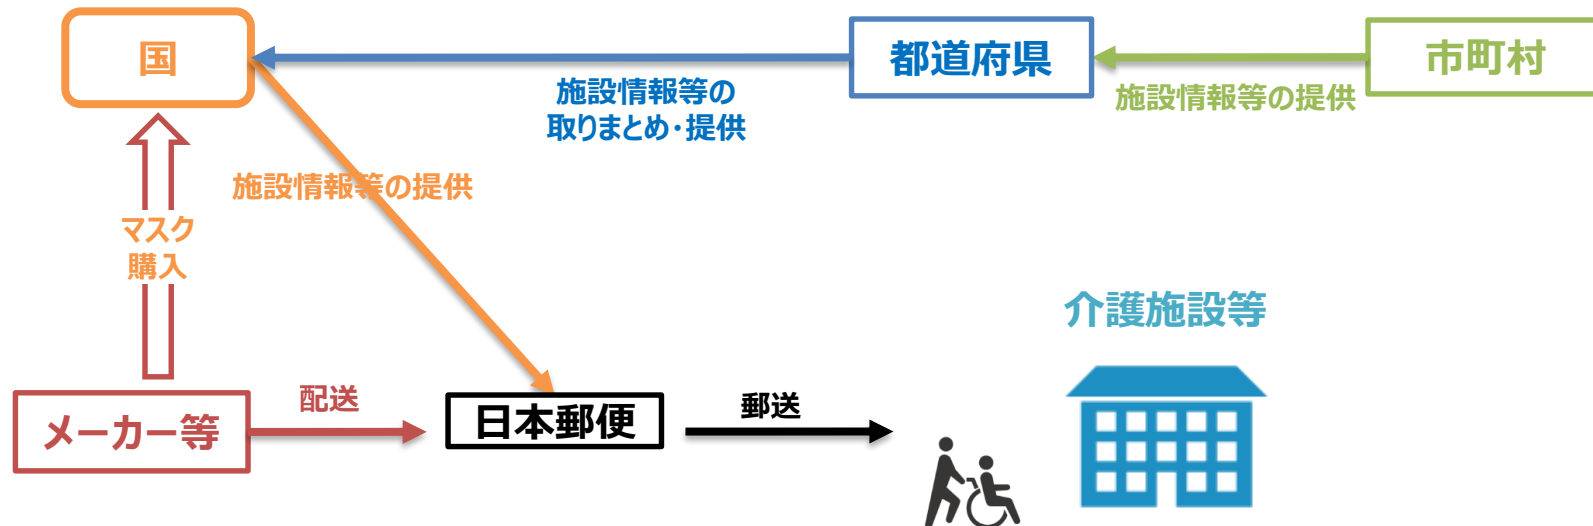 国
都道府県
市町村
施設情報等の
取りまとめ・提供
施設情報等の提供
施設情報等の提供
マスク
購入
介護施設等
メーカー等
配送
日本郵便
郵送